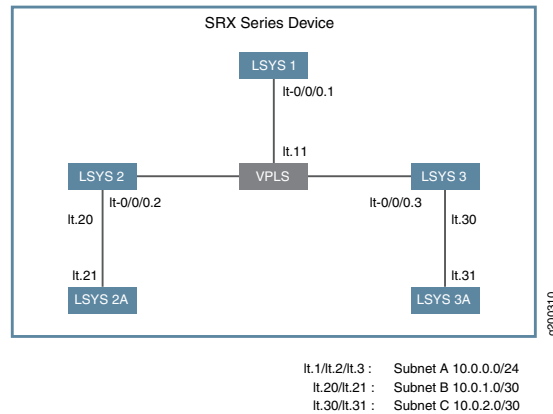 SRX Series Device
LSYS 1
lt-0/0/0.1
lt.11
LSYS 2
VPLS
LSYS 3
lt-0/0/0.2
lt-0/0/0.3
lt.20
lt.30
lt.21
lt.31
LSYS 2A
LSYS 3A
g200310
lt.1/lt.2/lt.3 : Subnet A 10.0.0.0/24
lt.20/lt.21 : Subnet B 10.0.1.0/30
lt.30/lt.31 : Subnet C 10.0.2.0/30